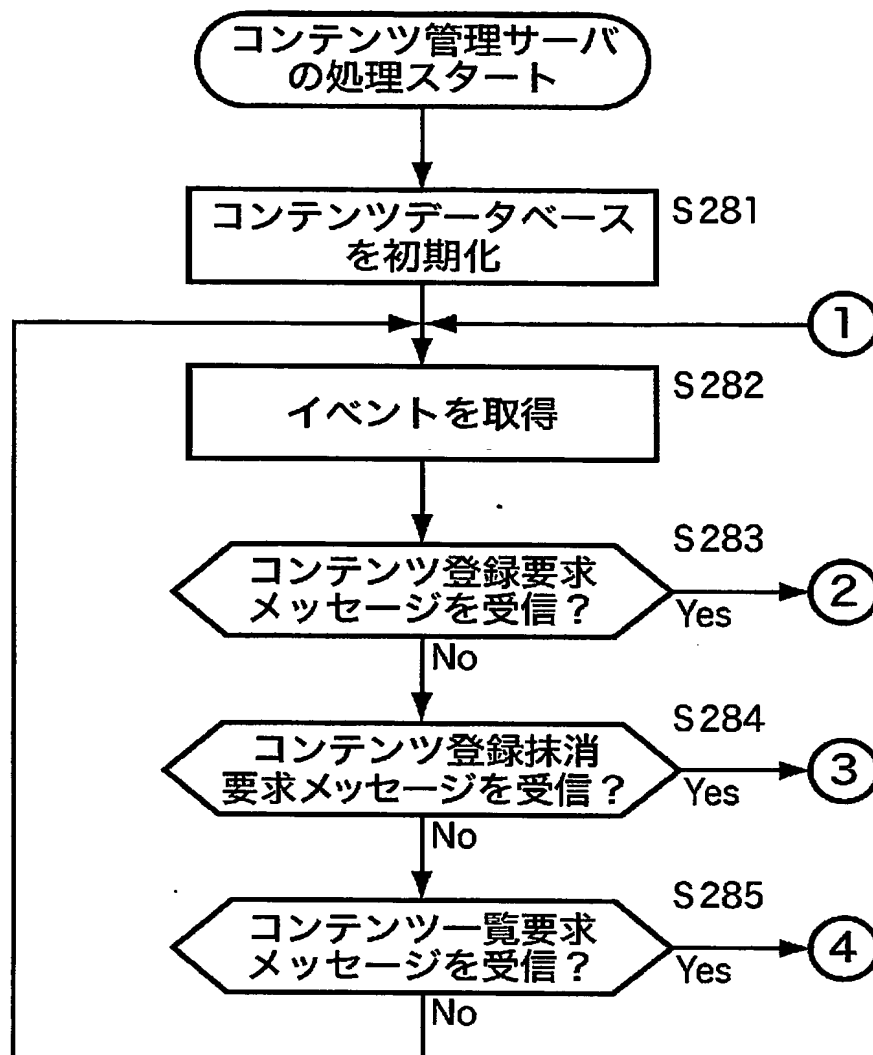 コンテンツ管理サーバ
の処理スタート
コンテンツデータベース
を初期化
S281
1
イベントを取得
S282
コンテンツ登録要求
メッセージを受信？
S283
Yes
2
No
コンテンツ登録抹消
要求メッセージを受信？
S284
Yes
3
No
コンテンツ一覧要求
メッセージを受信？
S285
Yes
4
No